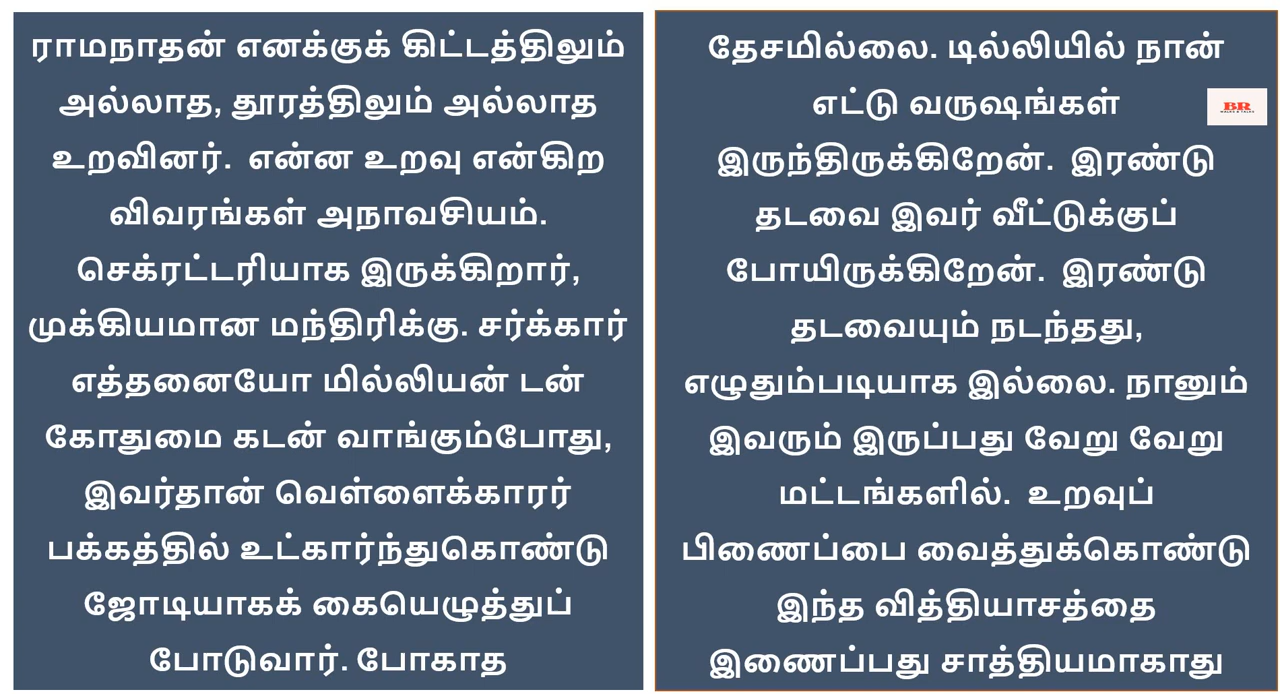 ராமநாதன் எனக்குக் கிட்டத்திலும்
அல்லாத, தூரத்திலும் அல்லாத
உறவினர். என்ன உறவு என்கிற
விவரங்கள் அநாவசியம்.
செக்ரட்டரியாக இருக்கிறார்,
முக்கியமான மந்திரிக்கு. சர்க்கார்
எத்தனையோ மில்லியன் டன்
கோதுமை கடன் வாங்கும்போது,
இவர்தான் வெள்ளைக்காரர்
பக்கத்தில் உட்கார்ந்துகொண்டு
ஜோடியாகக் கையெழுத்துப்
போடுவார். போகாத
தேசமில்லை. டில்லியில் நான்
எட்டு வருஷங்கள்
இருந்திருக்கிறேன். இரண்டு
தடவை இவர் வீட்டுக்குப்
போயிருக்கிறேன். இரண்டு
தடவையும் நடந்தது,
எழுதும்படியாக இல்லை. நானும்
இவரும் இருப்பது வேறு வேறு
மட்டங்களில். உறவுப்
பிணைப்பை வைத்துக்கொண்டு
இந்த வித்தியாசத்தை
இணைப்பது சாத்தியமாகாது
BR